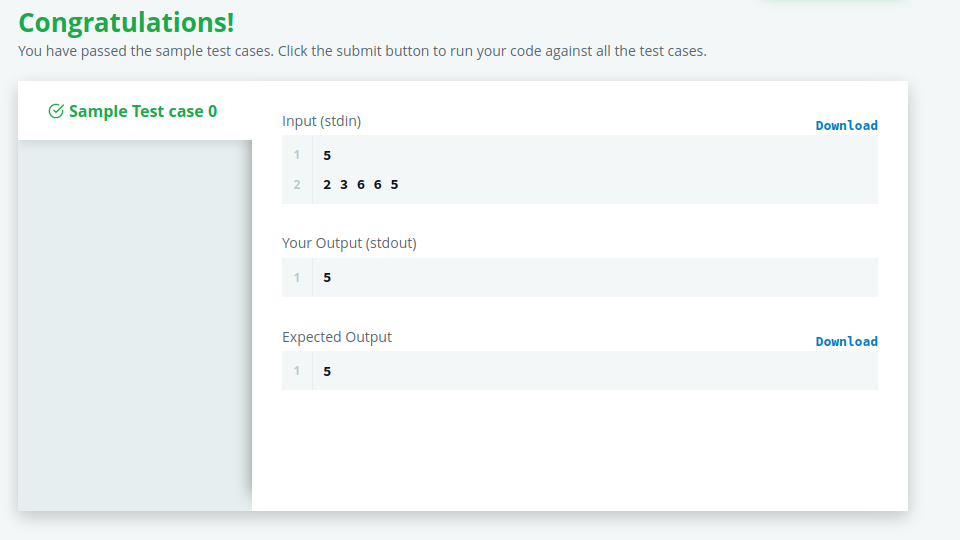 Congratulations!
You have passed the sample test cases. Click the submit button to run your code against all the test cases.
Sample Test case 0
Input (stdin)
Download
1 5
2 2 3 6 6 5
Your Output (stdout)
1 5
Expected Output
Download
1 5